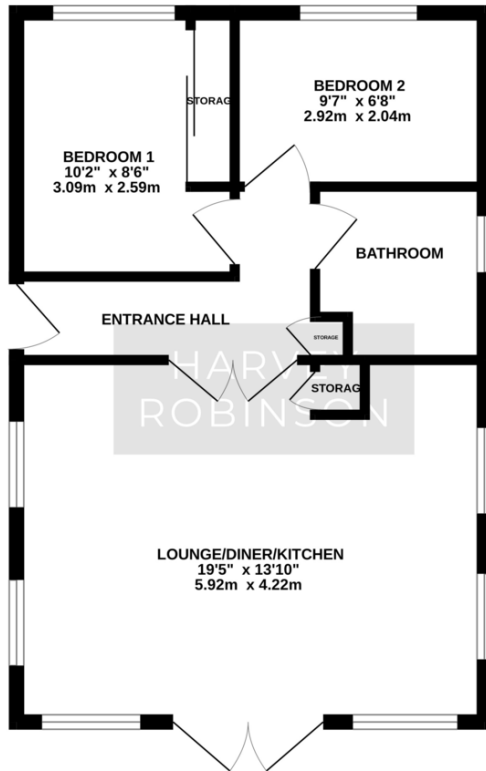 BEDROOM 2
9'7" x 6'8"
2.92m x 2.04m
STORAG
BEDROOM 1
10'2" x 8'6"
3.09m x 2.59m
BATHROOM
ENTRANCE HALL
STORAGE
HARVEY
ROBINSON
STORAG
LOUNGE/DINER/KITCHEN
19'5" x 13'10"
5.92m x 4.22m